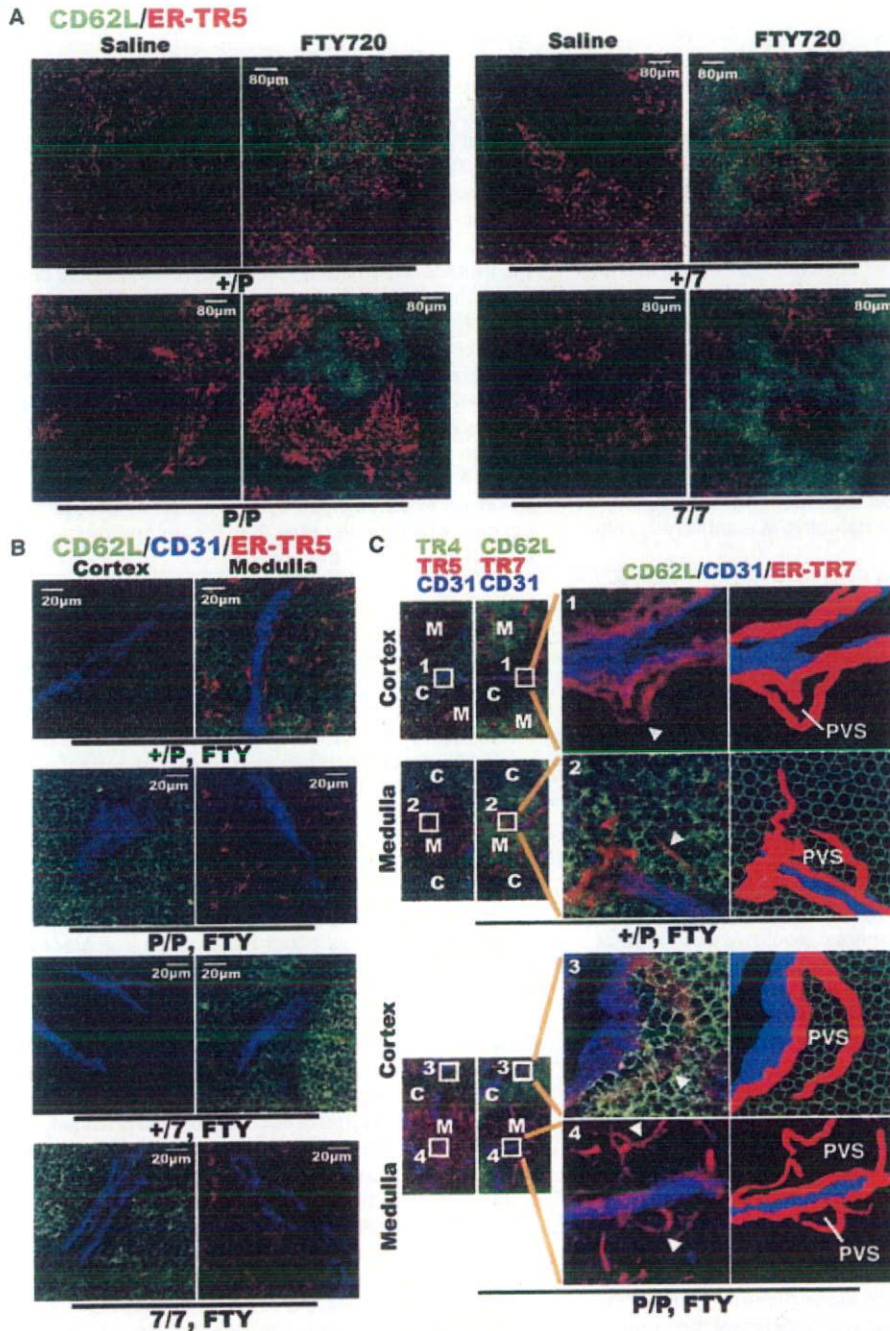 A CD62L/ER-TR5
Saline FTY720 Saline FTY720
80µm 80µm 80µm
+/P +/7
80µm 80µm 80µm 80µm
P/P 7/7
B CD62L/CD31/ER-TR5
Cortex Medulla
20µm 20µm
+/P, FTY
20µm 20µm
P/P, FTY
20µm 20µm
+/7, FTY
20µm 20µm
7/7, FTY
C TR4 CD62L
TR5 TR7
CD31 CD31
CD62L/CD31/ER-TR7
Cortex
M M
1 1
C C
M M
1
PVS
Medulla
C C
2 2
M M
C C
2
PVS
+/P, FTY
Cortex
3 3
C C
3
PVS
Medulla
M M
4 4
4
PVS
PVS
P/P, FTY